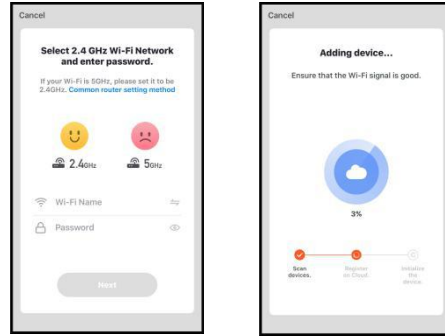 Cancel
Select 2.4 GHz Wi-Fi Network
and enter password.
If your Wi-Fi is 5GHz, please set it to be
2.4GHz. Common router setting method
2.4GHz
5GHz
Wi-Fi Name
Password
Next
Cancel
Adding device...
Ensure that the Wi-Fi signal is good.
3%
Scan
devices.
Register
on Cloud.
Initialize
the
device.